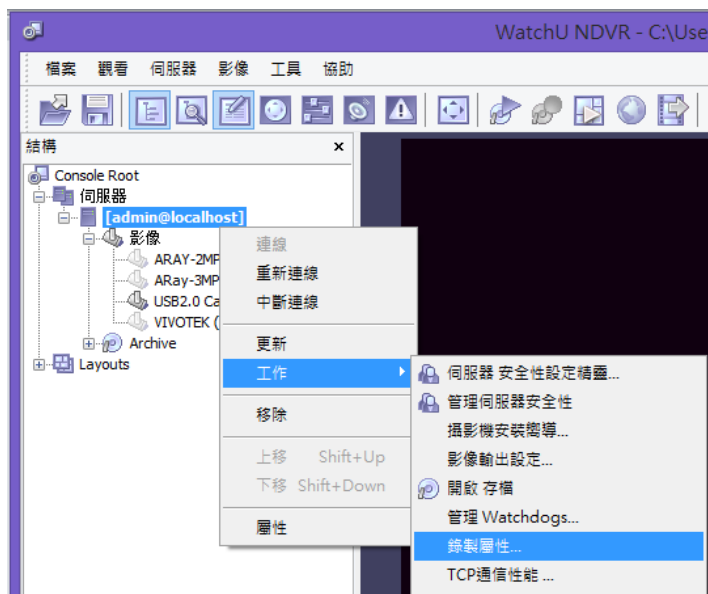 WatchU NDVR - C:\Use
檔案 觀看 伺服器 影像 工具 協助
結構
Console Root
伺服器
[admin@localhost]
影像
ARAY-2MP
ARay-3MP
USB2.0 Ca
VIVOTEK (
Archive
Layouts
連線
重新連線
中斷連線
更新
工作
移除
上移 Shift+Up
下移 Shift+Down
屬性
伺服器 安全性設定精靈...
管理伺服器安全性
攝影機安裝嚮導...
影像輸出設定...
開啟 存檔
管理 Watchdogs...
錄製屬性...
TCP通信性能 ...